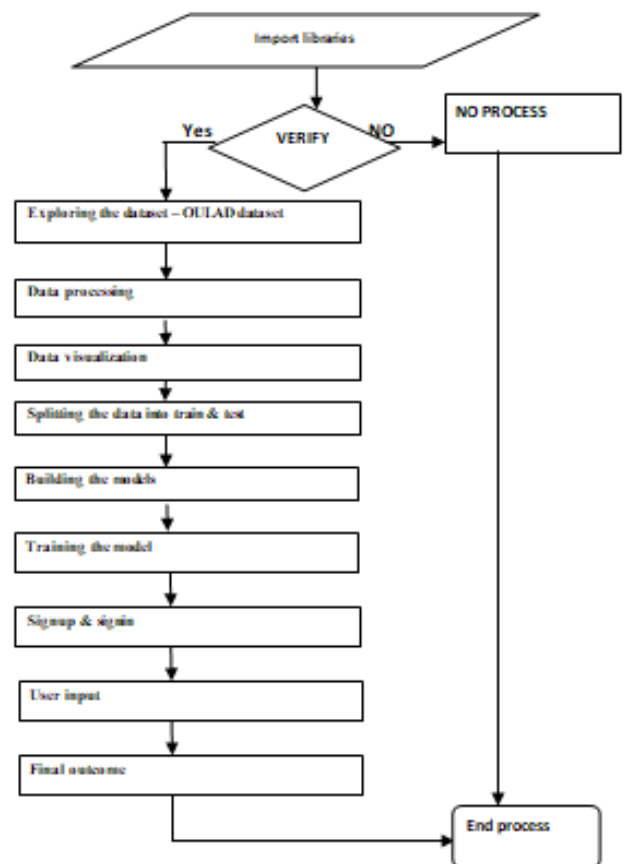 Import libraries
VERIFY
Yes
NO
NO PROCESS
Exploring the dataset – OULAD dataset
Data processing
Data visualization
Splitting the data into train & test
Building the models
Training the model
Signup & signin
User input
Final outcome
End process